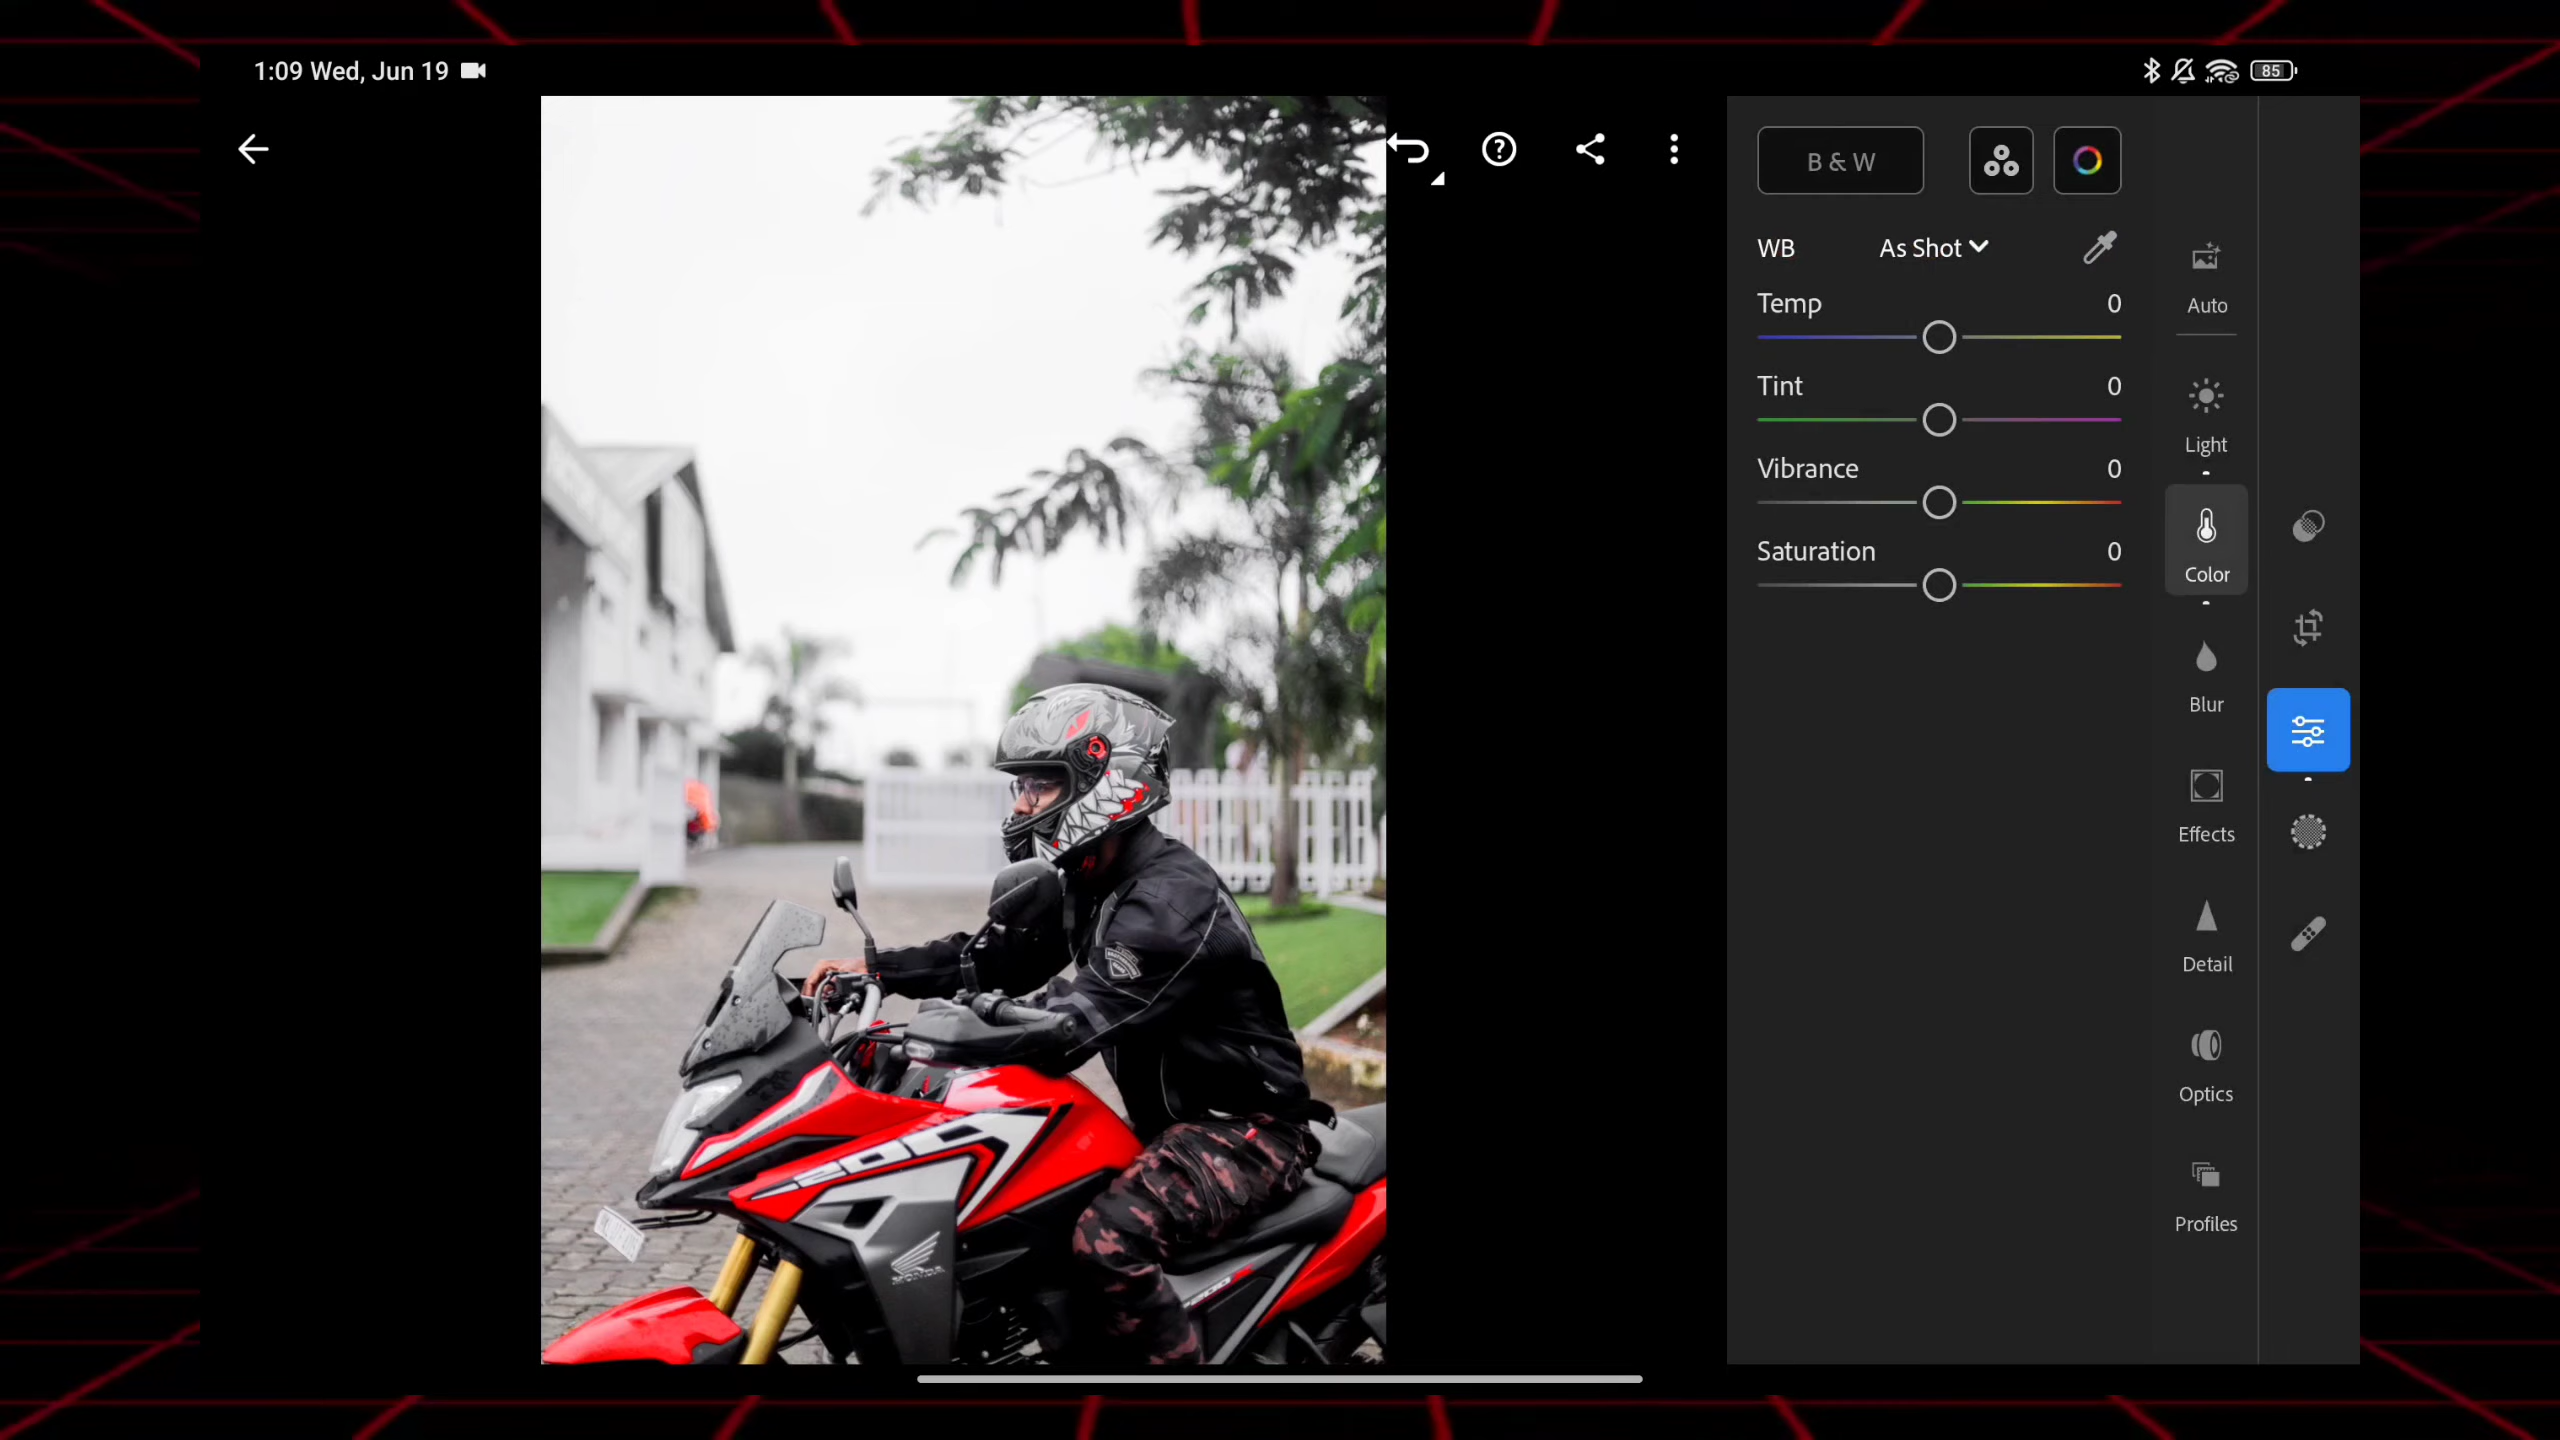 1:09 Wed, Jun 19
85
B & W
WB As Shot
Temp 0
Tint 0
Vibrance 0
Saturation 0
Auto
Light
Color
Blur
Effects
Detail
Optics
Profiles
HONDA